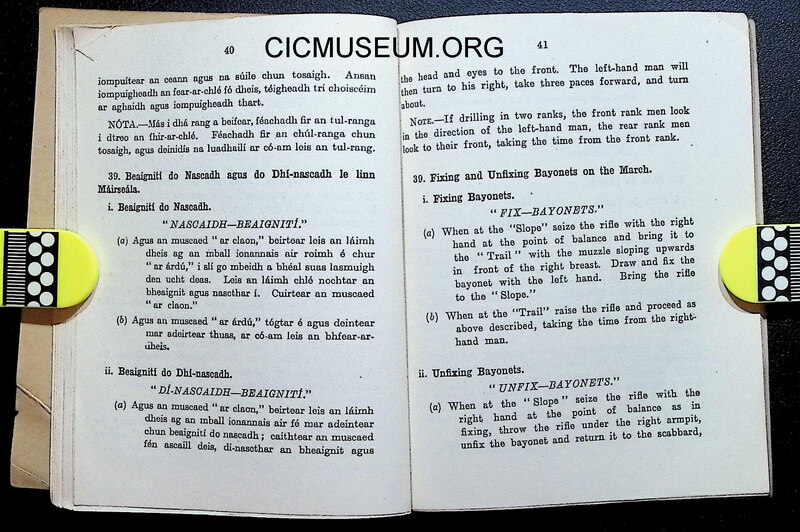 CICMUSEUM.ORG
40
iompuítear an ceann agus na súile chun tosaigh. Ansan
iompuigheadh an fear-ar-chlé fó dheis, téigheadh trí choiscéim
ar aghaidh agus iompuigheadh thart.
NÓTA.—Más i dhá rang a beifear, féachadh fir an tul-ranga
i dtreo an fhir-ar-chlé. Féachadh fir an chúl-ranga chun
tosaigh, agus deinidís na luadhailí ar có-am leis an tul-rang.
39. Beaignití do Nascadh agus do Dhí-nascadh le linn
Máirseála.
i. Beaignití do Nascadh.
"NASCAIDH—BEAIGNITÍ."
(a) Agus an muscaed "ar claon," beirtear leis an láimh
dheis ag an mball ionannais air roimh é chur
"ar árdú," i slí go mbeidh a bhéal suas lasmuigh
den ucht deas. Leis an láimh chlé nochtar an
bheaignit agus nascthar í. Cuirtear an muscaed
"ar claon."
(b) Agus an muscaed "ar árdú," tógtar é agus deintear
mar adeirtear thuas, ar có-am leis an bhfear-ar-
dheis.
ii. Beaignití do Dhí-nascadh.
"DÍ-NASCAIDH—BEAIGNITÍ."
(a) Agus an muscaed "ar claon," beirtear leis an láimh
dheis ag an mball ionannais air fó mar adeintear
chun beaignití do nascadh; caithtear an muscaed
fén ascaill deis, dí-nascthar an bheaignit agus
41
the head and eyes to the front. The left-hand man will
then turn to his right, take three paces forward, and turn
about.
NOTE.—If drilling in two ranks, the front rank men look
in the direction of the left-hand man, the rear rank men
look to their front, taking the time from the front rank.
39. Fixing and Unfixing Bayonets on the March.
i. Fixing Bayonets.
"FIX—BAYONETS."
(a) When at the "Slope" seize the rifle with the right
hand at the point of balance and bring it to
the "Trail" with the muzzle sloping upwards
in front of the right breast. Draw and fix the
bayonet with the left hand. Bring the rifle
to the "Slope."
(b) When at the "Trail" raise the rifle and proceed as
above described, taking the time from the right-
hand man.
ii. Unfixing Bayonets.
"UNFIX—BAYONETS."
(a) When at the "Slope" seize the rifle with the
right hand at the point of balance as in
fixing, throw the rifle under the right armpit,
unfix the bayonet and return it to the scabbard,